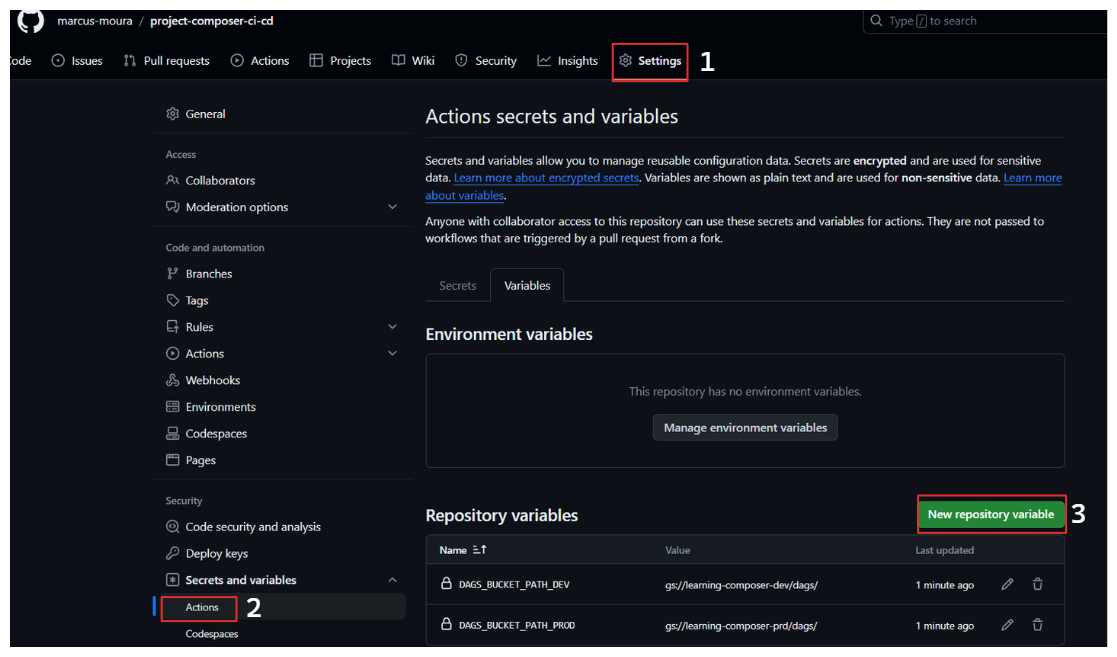 marcus-moura / project-composer-ci-cd
Type / to search
ode Issues Pull requests Actions Projects Wiki Security Insights Settings 1
General
Access
Collaborators
Moderation options
Code and automation
Branches
Tags
Rules
Actions
Webhooks
Environments
Codespaces
Pages
Security
Code security and analysis
Deploy keys
Secrets and variables
Actions 2
Codespaces
Actions secrets and variables
Secrets and variables allow you to manage reusable configuration data. Secrets are encrypted and are used for sensitive
data. Learn more about encrypted secrets. Variables are shown as plain text and are used for non-sensitive data. Learn more
about variables.
Anyone with collaborator access to this repository can use these secrets and variables for actions. They are not passed to
workflows that are triggered by a pull request from a fork.
Secrets Variables
Environment variables
This repository has no environment variables.
Manage environment variables
Repository variables New repository variable 3
Name Value Last updated
DAGS_BUCKET_PATH_DEV gs://learning-composer-dev/dags/ 1 minute ago
DAGS_BUCKET_PATH_PROD gs://learning-composer-prd/dags/ 1 minute ago